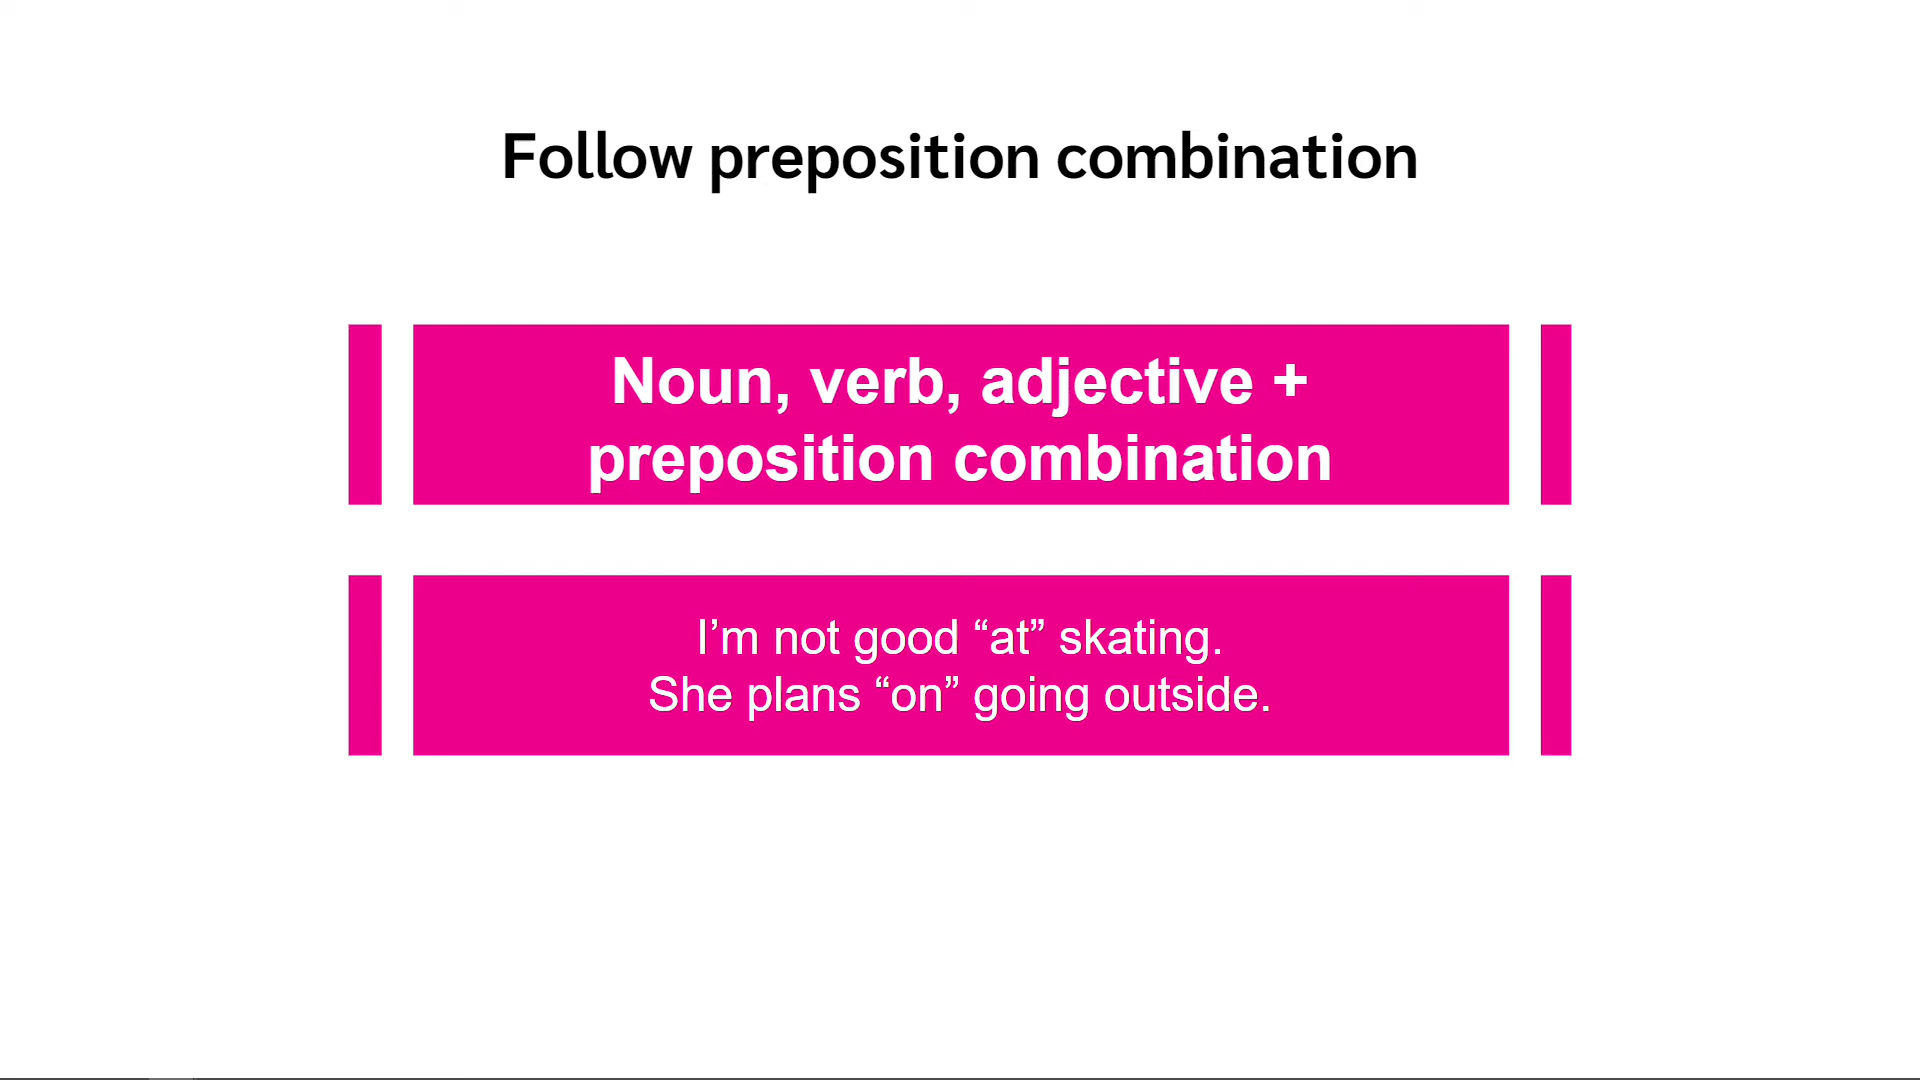 Follow preposition combination
Noun, verb, adjective +
preposition combination
I’m not good “at” skating.
She plans “on” going outside.